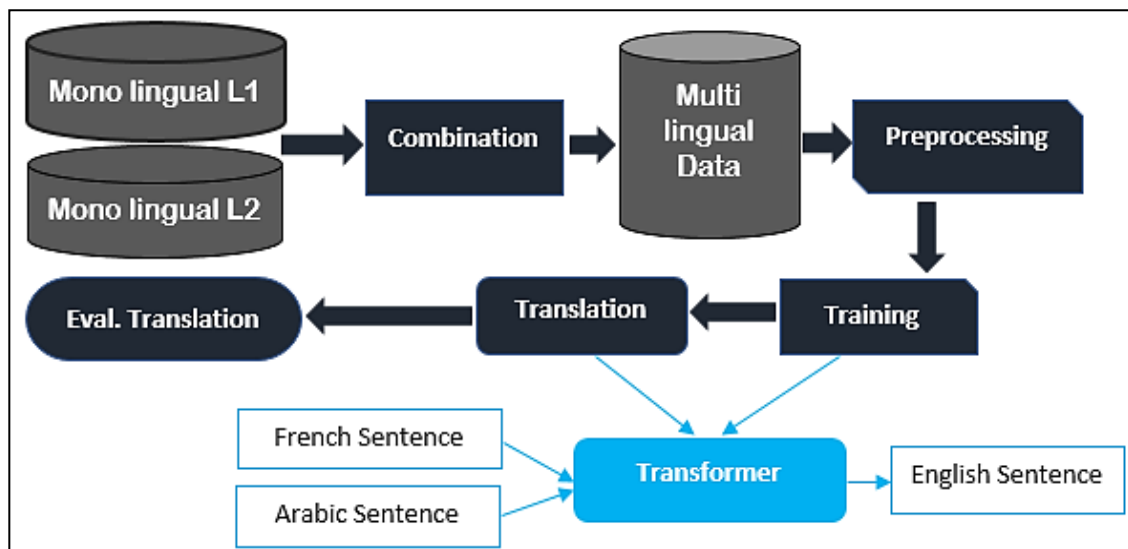 Mono lingual L1
Mono lingual L2
Combination
Multi
lingual
Data
Preprocessing
Training
Translation
Eval. Translation
French Sentence
Arabic Sentence
Transformer
English Sentence